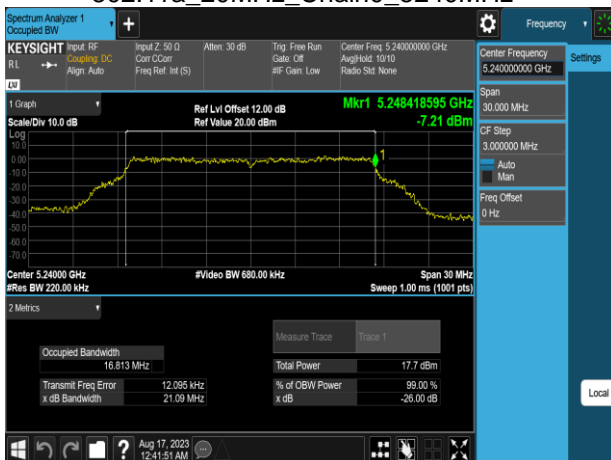 802.11a_20MHz_Chain0_5240MHz
Spectrum Analyzer 1
Occupied BW
Frequency
KEYSIGHT
RL
Input: RF
Coupling: DC
Align: Auto
Input Z: 50 Ω
Corr CCorr
Freq Ref: Int (S)
Atten: 30 dB
Trig: Free Run
Gate: Off
#IF Gain: Low
Center Freq: 5.240000000 GHz
Avg|Hold: 10/10
Radio Std: None
LXI
Center Frequency
5.240000000 GHz
Settings
Span
30.000 MHz
CF Step
3.000000 MHz
Auto
Man
Freq Offset
0 Hz
1 Graph
Scale/Div 10.0 dB
Ref Lvl Offset 12.00 dB
Ref Value 20.00 dBm
Mkr1 5.248418595 GHz
-7.21 dBm
Log
10.0
0.00
-10.0
-20.0
-30.0
-40.0
-50.0
-60.0
-70.0
1
Center 5.24000 GHz
#Res BW 220.00 kHz
#Video BW 680.00 kHz
Span 30 MHz
Sweep 1.00 ms (1001 pts)
2 Metrics
Measure Trace
Trace 1
Occupied Bandwidth
16.813 MHz
Total Power
17.7 dBm
Transmit Freq Error
12.095 kHz
% of OBW Power
99.00 %
x dB Bandwidth
21.09 MHz
x dB
-26.00 dB
Local
?
Aug 17, 2023
12:41:51 AM